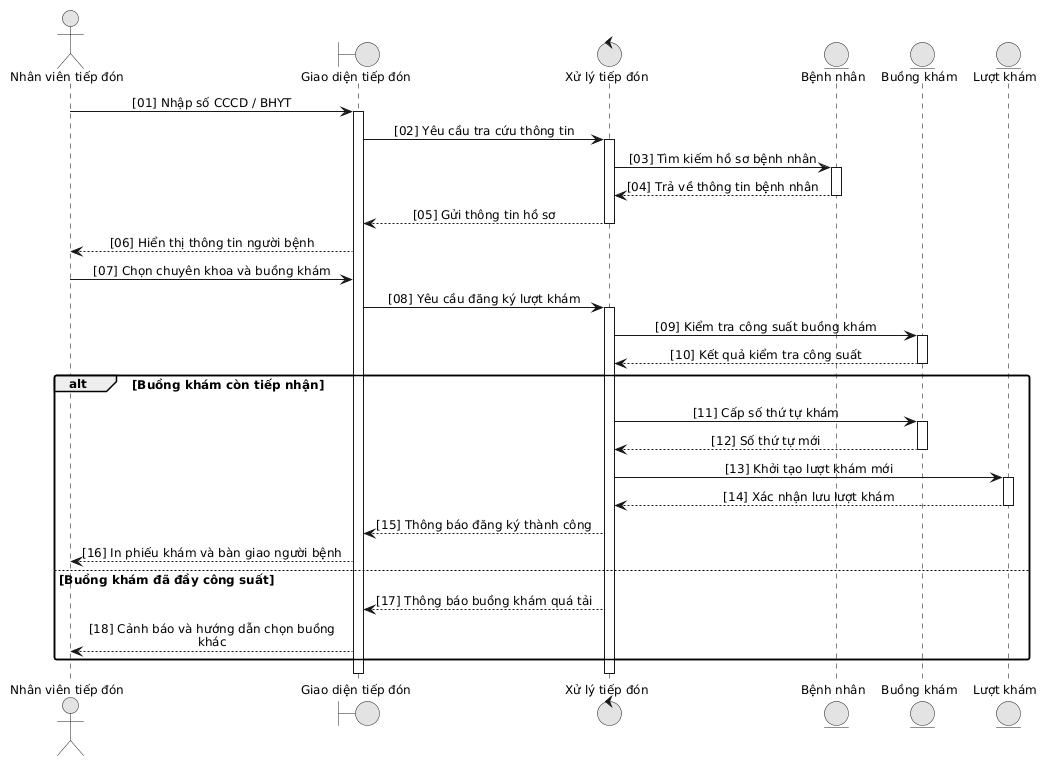 Nhân viên tiếp đón
Giao diện tiếp đón
Xử lý tiếp đón
Bệnh nhân
Buồng khám
Lượt khám
[01] Nhập số CCCD / BHYT
[02] Yêu cầu tra cứu thông tin
[03] Tìm kiếm hồ sơ bệnh nhân
[04] Trả về thông tin bệnh nhân
[05] Gửi thông tin hồ sơ
[06] Hiển thị thông tin người bệnh
[07] Chọn chuyên khoa và buồng khám
[08] Yêu cầu đăng ký lượt khám
[09] Kiểm tra công suất buồng khám
[10] Kết quả kiểm tra công suất
alt
[Buồng khám còn tiếp nhận]
[11] Cấp số thứ tự khám
[12] Số thứ tự mới
[13] Khởi tạo lượt khám mới
[14] Xác nhận lưu lượt khám
[15] Thông báo đăng ký thành công
[16] In phiếu khám và bàn giao người bệnh
[Buồng khám đã đầy công suất]
[17] Thông báo buồng khám quá tải
[18] Cảnh báo và hướng dẫn chọn buồng
khác
Nhân viên tiếp đón
Giao diện tiếp đón
Xử lý tiếp đón
Bệnh nhân
Buồng khám
Lượt khám